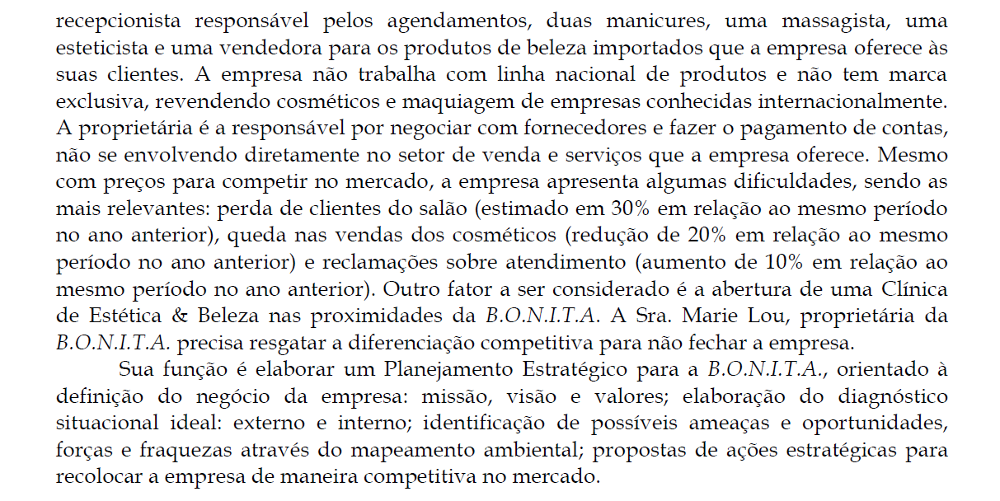 recepcionista responsável pelos agendamentos, duas manicures, uma massagista, uma
esteticista e uma vendedora para os produtos de beleza importados que a empresa oferece às
suas clientes. A empresa não trabalha com linha nacional de produtos e não tem marca
exclusiva, revendendo cosméticos e maquiagem de empresas conhecidas internacionalmente.
A proprietária é a responsável por negociar com fornecedores e fazer o pagamento de contas,
não se envolvendo diretamente no setor de venda e serviços que a empresa oferece. Mesmo
com preços para competir no mercado, a empresa apresenta algumas dificuldades, sendo as
mais relevantes: perda de clientes do salão (estimado em 30% em relação ao mesmo período
no ano anterior), queda nas vendas dos cosméticos (redução de 20% em relação ao mesmo
período no ano anterior) e reclamações sobre atendimento (aumento de 10% em relação ao
mesmo período no ano anterior). Outro fator a ser considerado é a abertura de uma Clínica
de Estética & Beleza nas proximidades da B.O.N.I.T.A. A Sra. Marie Lou, proprietária da
B.O.N.I.T.A. precisa resgatar a diferenciação competitiva para não fechar a empresa.
Sua função é elaborar um Planejamento Estratégico para a B.O.N.I.T.A., orientado à
definição do negócio da empresa: missão, visão e valores; elaboração do diagnóstico
situacional ideal: externo e interno; identificação de possíveis ameaças e oportunidades,
forças e fraquezas através do mapeamento ambiental; propostas de ações estratégicas para
recolocar a empresa de maneira competitiva no mercado.